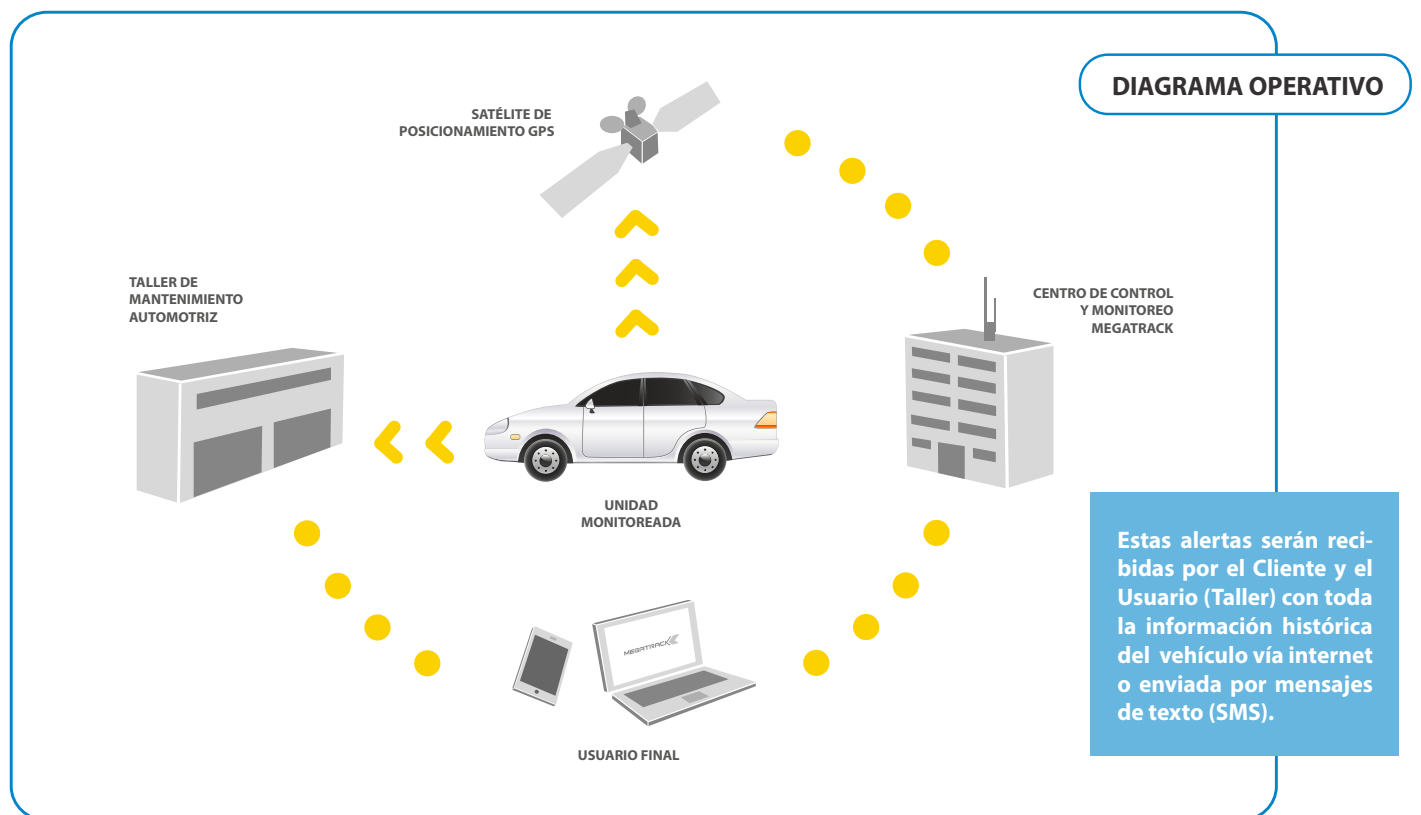 DIAGRAMA OPERATIVO
SATÉLITE DE
POSICIONAMIENTO GPS
TALLER DE
MANTENIMIENTO
AUTOMOTRIZ
CENTRO DE CONTROL
Y MONITOREO
MEGATRACK
UNIDAD
MONITOREADA
Estas alertas serán reci-
bidas por el Cliente y el
Usuario (Taller) con toda
la información histórica
del vehículo vía internet
o enviada por mensajes
de texto (SMS).
MEGATRACK
USUARIO FINAL